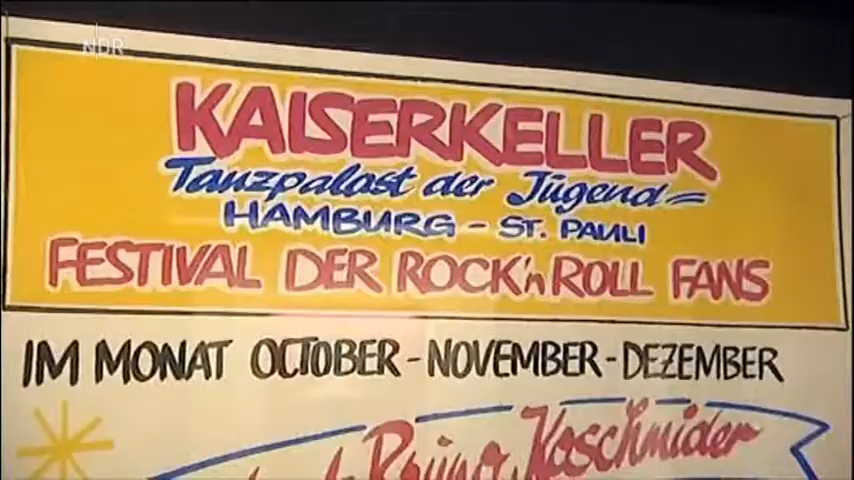 NDR
KAISERKELLER
Tanzpalast der Jugend =
HAMBURG - ST. PAULI
FESTIVAL DER ROCK'n ROLL FANS
IM MONAT OCTOBER - NOVEMBER - DEZEMBER
Bruno Koschmider